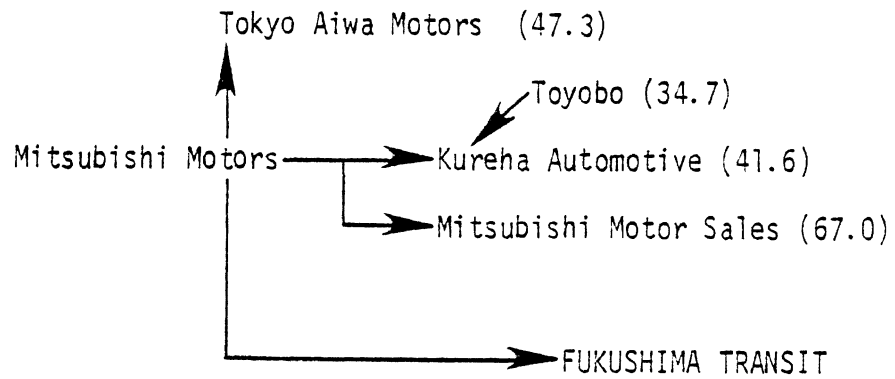 Tokyo Aiwa Motors (47.3)
Toyobo (34.7)
Mitsubishi Motors
Kureha Automotive (41.6)
Mitsubishi Motor Sales (67.0)
FUKUSHIMA TRANSIT